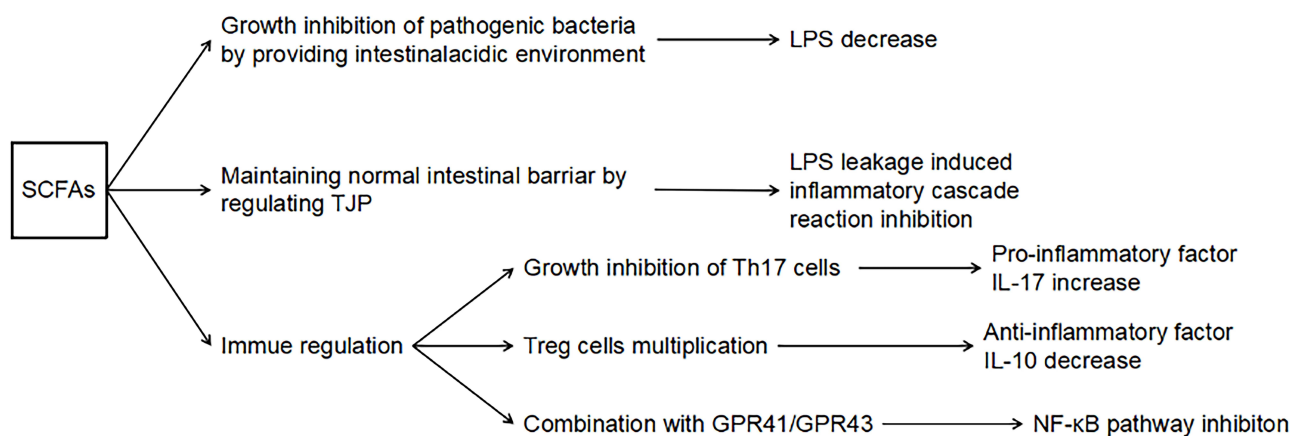 Growth inhibition of pathogenic bacteria
by providing intestinalacidic environment
LPS decrease
SCFAs
Maintaining normal intestinal barriar by
regulating TJP
LPS leakage induced
inflammatory cascade
reaction inhibition
Growth inhibition of Th17 cells
Pro-inflammatory factor
IL-17 increase
Immue regulation
Treg cells multiplication
Anti-inflammatory factor
IL-10 decrease
Combination with GPR41/GPR43
NF-κB pathway inhibiton